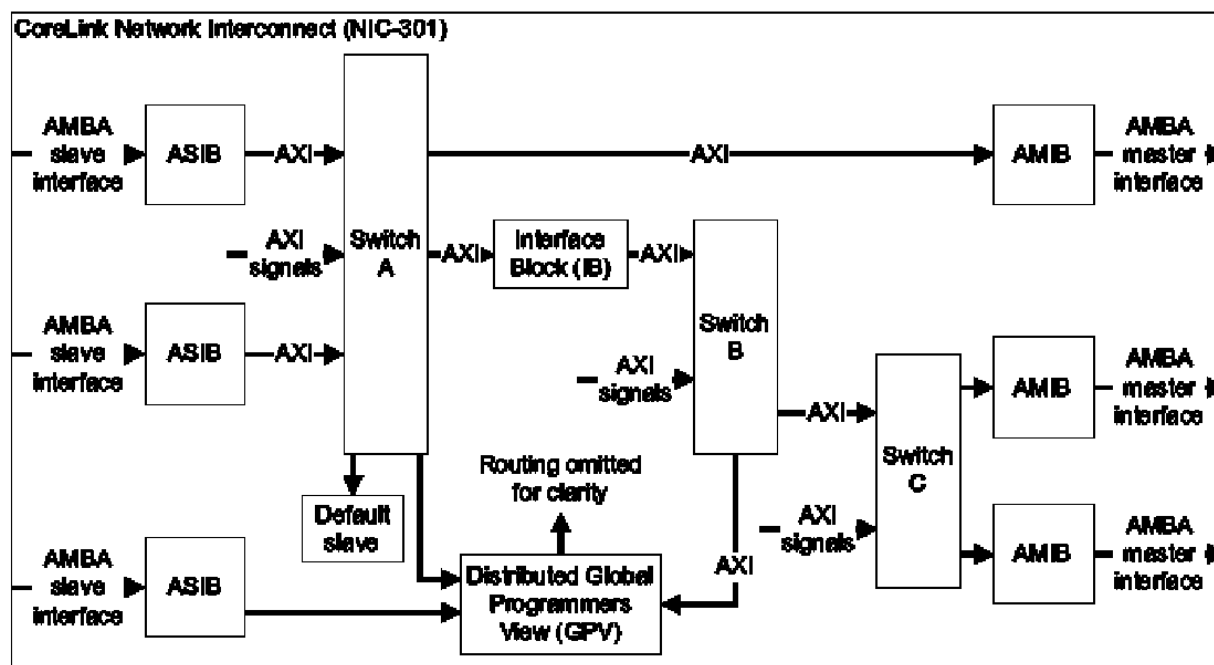 CoreLink Network Interconnect (NIC-301)
AMBA
slave
interface
ASIB
AXI
Switch
A
AXI
AMIB
AMBA
master
interface
AXI
signals
AXI
Interface
Block (IB)
AXI
Switch
B
AMBA
slave
interface
ASIB
AXI
AXI
signals
AXI
Switch
C
AMIB
AMBA
master
interface
Default
slave
Routing omitted
for clarity
AXI
signals
AMIB
AMBA
master
interface
AMBA
slave
interface
ASIB
Distributed Global
Programmers
View (GPV)
AXI